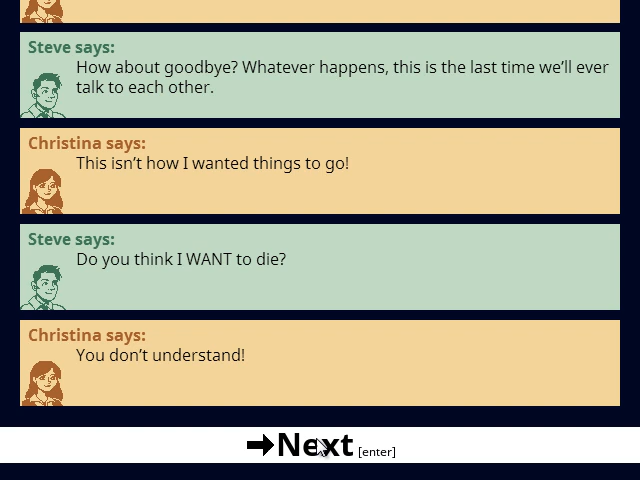 Steve says:
How about goodbye? Whatever happens, this is the last time we’ll ever
talk to each other.
Christina says:
This isn’t how I wanted things to go!
Steve says:
Do you think I WANT to die?
Christina says:
You don’t understand!
➡Next [enter]